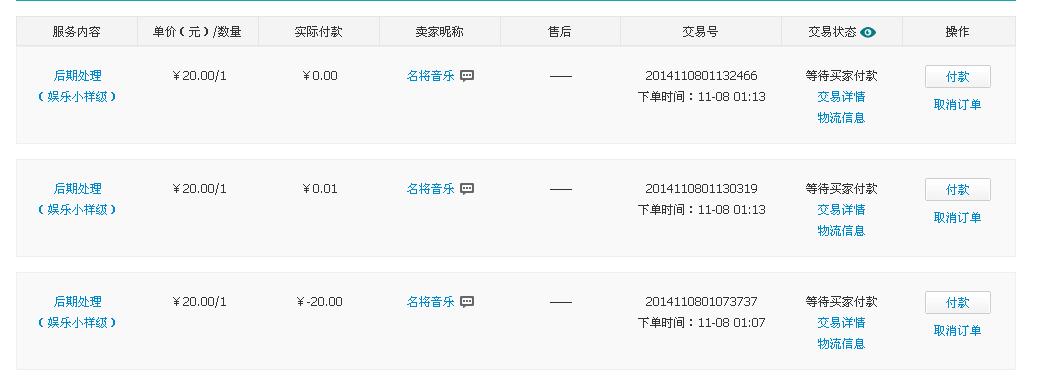 服务内容 单价（元）/数量 实际付款 卖家昵称 售后 交易号 交易状态 操作
后期处理 ￥20.00/1 ￥0.00 名将音乐 —— 2014110801132466 等待买家付款 付款
（娱乐小样级） 下单时间：11-08 01:13 交易详情 取消订单
物流信息
后期处理 ￥20.00/1 ￥0.01 名将音乐 —— 2014110801130319 等待买家付款 付款
（娱乐小样级） 下单时间：11-08 01:13 交易详情 取消订单
物流信息
后期处理 ￥20.00/1 ￥-20.00 名将音乐 —— 2014110801073737 等待买家付款 付款
（娱乐小样级） 下单时间：11-08 01:07 交易详情 取消订单
物流信息